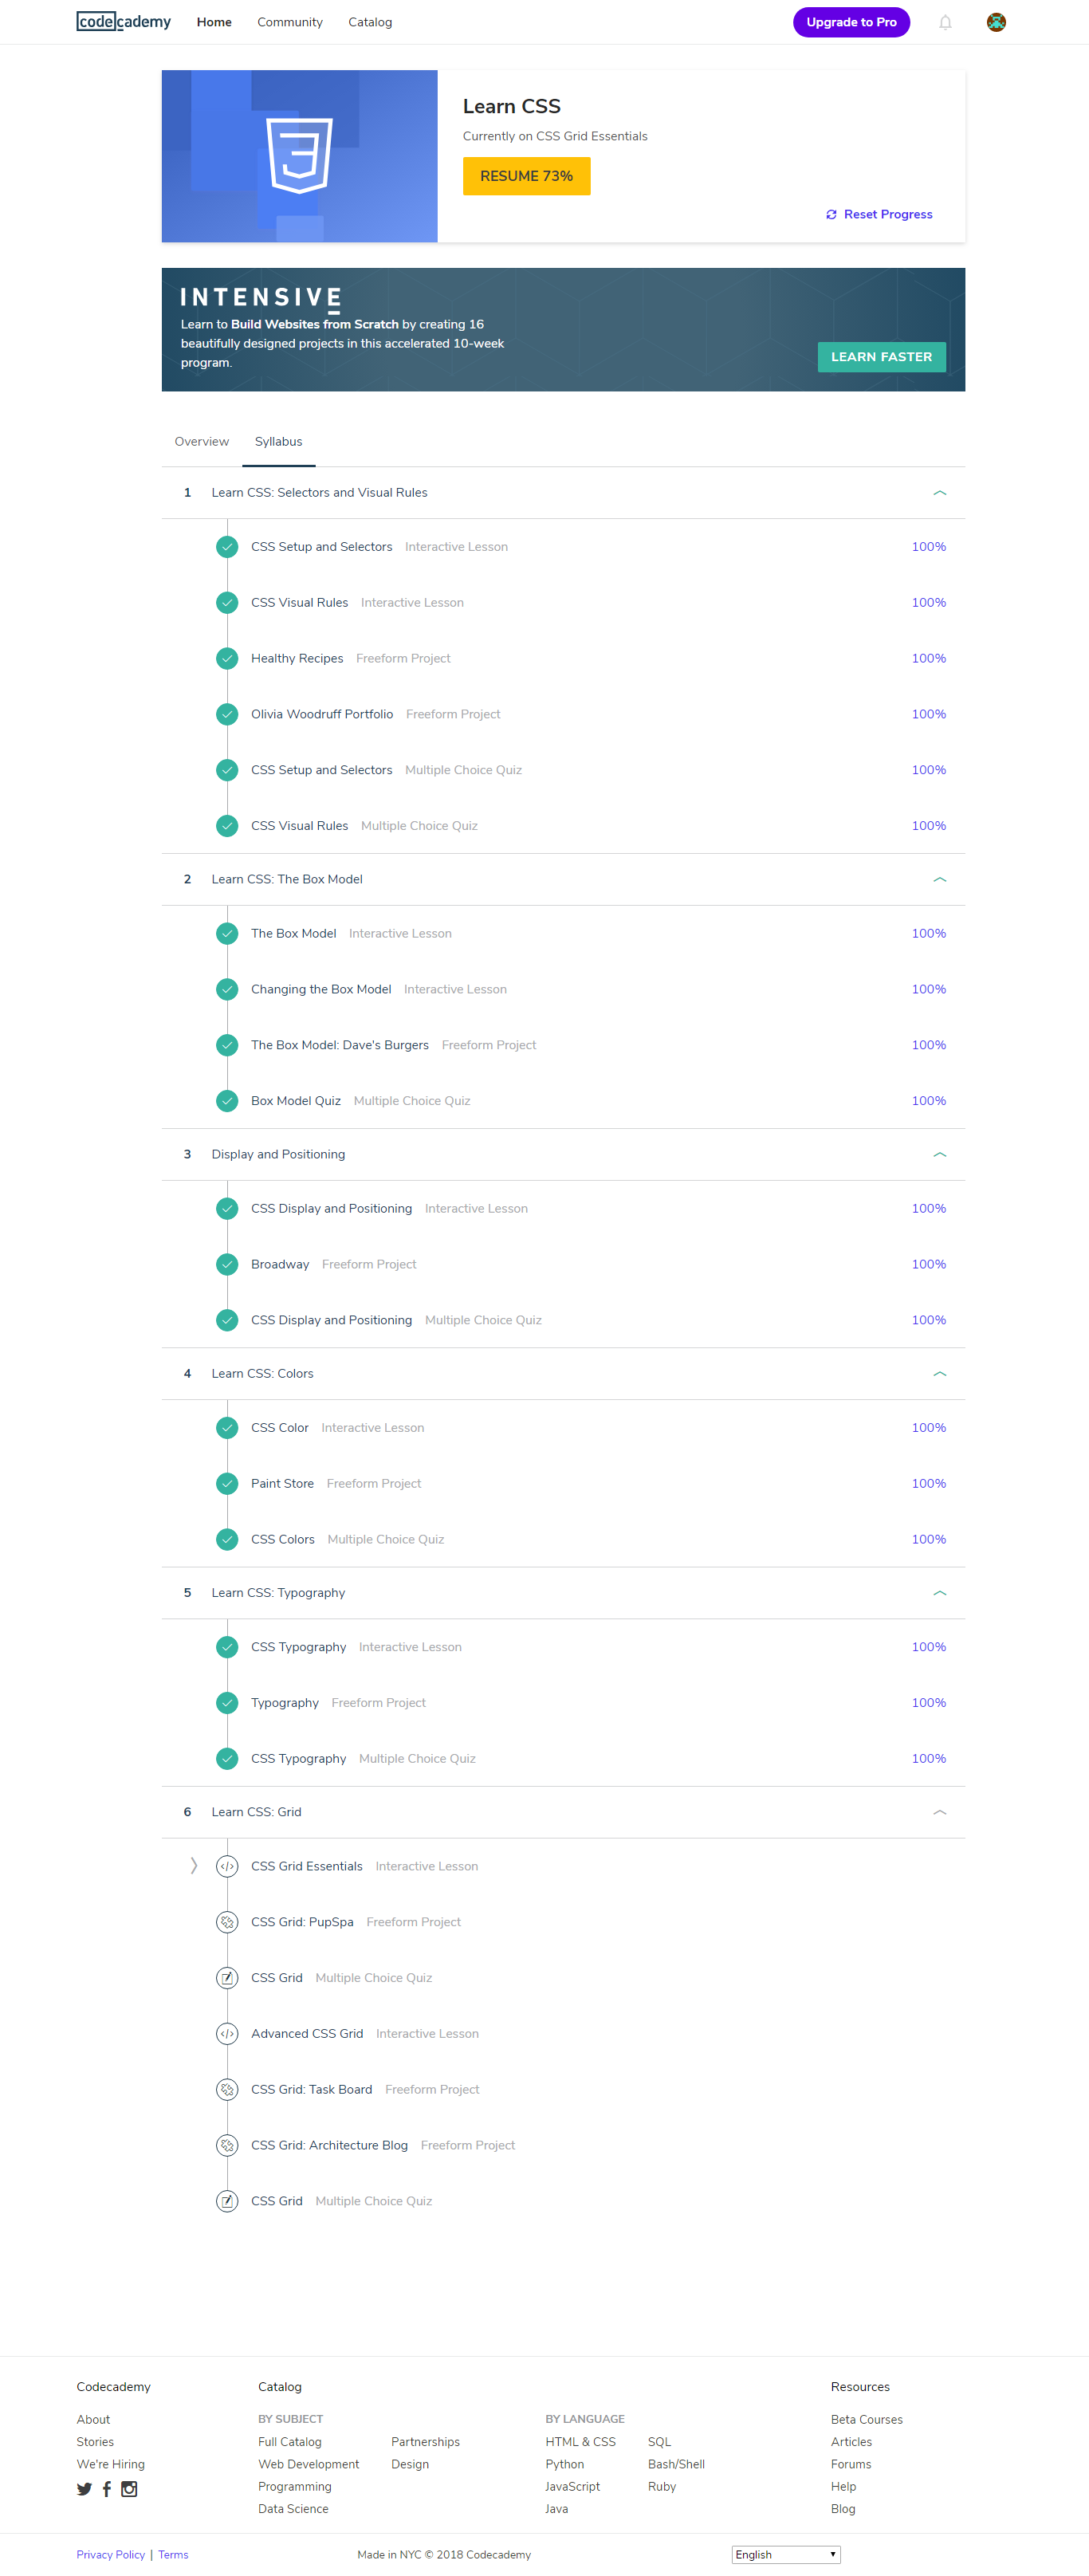 codecademy Home Community Catalog Upgrade to Pro
Learn CSS
Currently on CSS Grid Essentials
RESUME 73%
Reset Progress
INTENSIVE
Learn to Build Websites from Scratch by creating 16
beautifully designed projects in this accelerated 10-week
program.
LEARN FASTER
Overview Syllabus
1 Learn CSS: Selectors and Visual Rules
CSS Setup and Selectors Interactive Lesson 100%
CSS Visual Rules Interactive Lesson 100%
Healthy Recipes Freeform Project 100%
Olivia Woodruff Portfolio Freeform Project 100%
CSS Setup and Selectors Multiple Choice Quiz 100%
CSS Visual Rules Multiple Choice Quiz 100%
2 Learn CSS: The Box Model
The Box Model Interactive Lesson 100%
Changing the Box Model Interactive Lesson 100%
The Box Model: Dave's Burgers Freeform Project 100%
Box Model Quiz Multiple Choice Quiz 100%
3 Display and Positioning
CSS Display and Positioning Interactive Lesson 100%
Broadway Freeform Project 100%
CSS Display and Positioning Multiple Choice Quiz 100%
4 Learn CSS: Colors
CSS Color Interactive Lesson 100%
Paint Store Freeform Project 100%
CSS Colors Multiple Choice Quiz 100%
5 Learn CSS: Typography
CSS Typography Interactive Lesson 100%
Typography Freeform Project 100%
CSS Typography Multiple Choice Quiz 100%
6 Learn CSS: Grid
CSS Grid Essentials Interactive Lesson
CSS Grid: PupSpa Freeform Project
CSS Grid Multiple Choice Quiz
Advanced CSS Grid Interactive Lesson
CSS Grid: Task Board Freeform Project
CSS Grid: Architecture Blog Freeform Project
CSS Grid Multiple Choice Quiz
Codecademy Catalog Resources
About BY SUBJECT BY LANGUAGE Beta Courses
Stories Full Catalog Partnerships HTML & CSS SQL Articles
We're Hiring Web Development Design Python Bash/Shell Forums
Programming JavaScript Ruby Help
Data Science Java Blog
Privacy Policy | Terms Made in NYC © 2018 Codecademy English